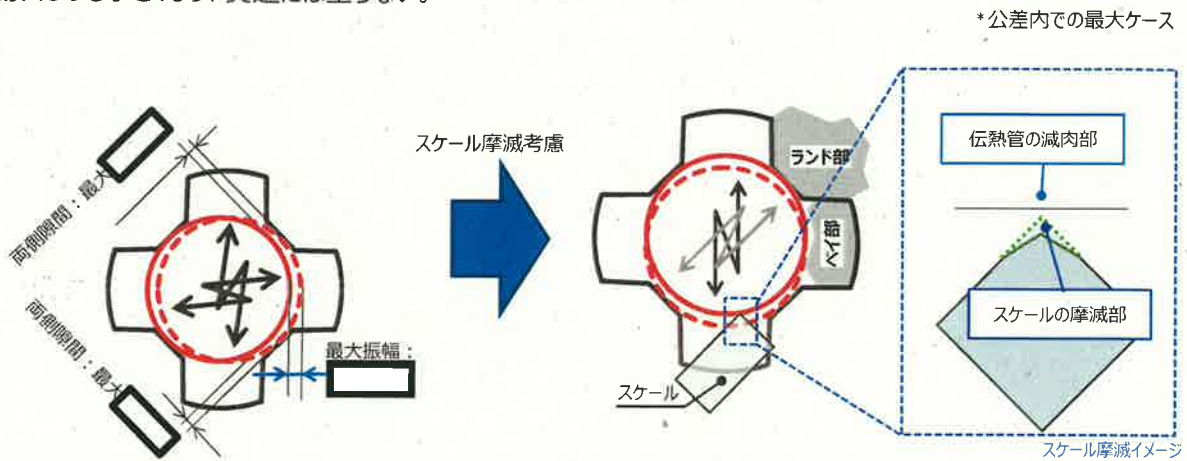 *公差内での最大ケース
両側隙間：最大
両側隙間：最大
最大振幅：
スケール摩滅考慮
ランド部
ベイ部
スケール
伝熱管の減肉部
スケールの摩滅部
スケール摩滅イメージ